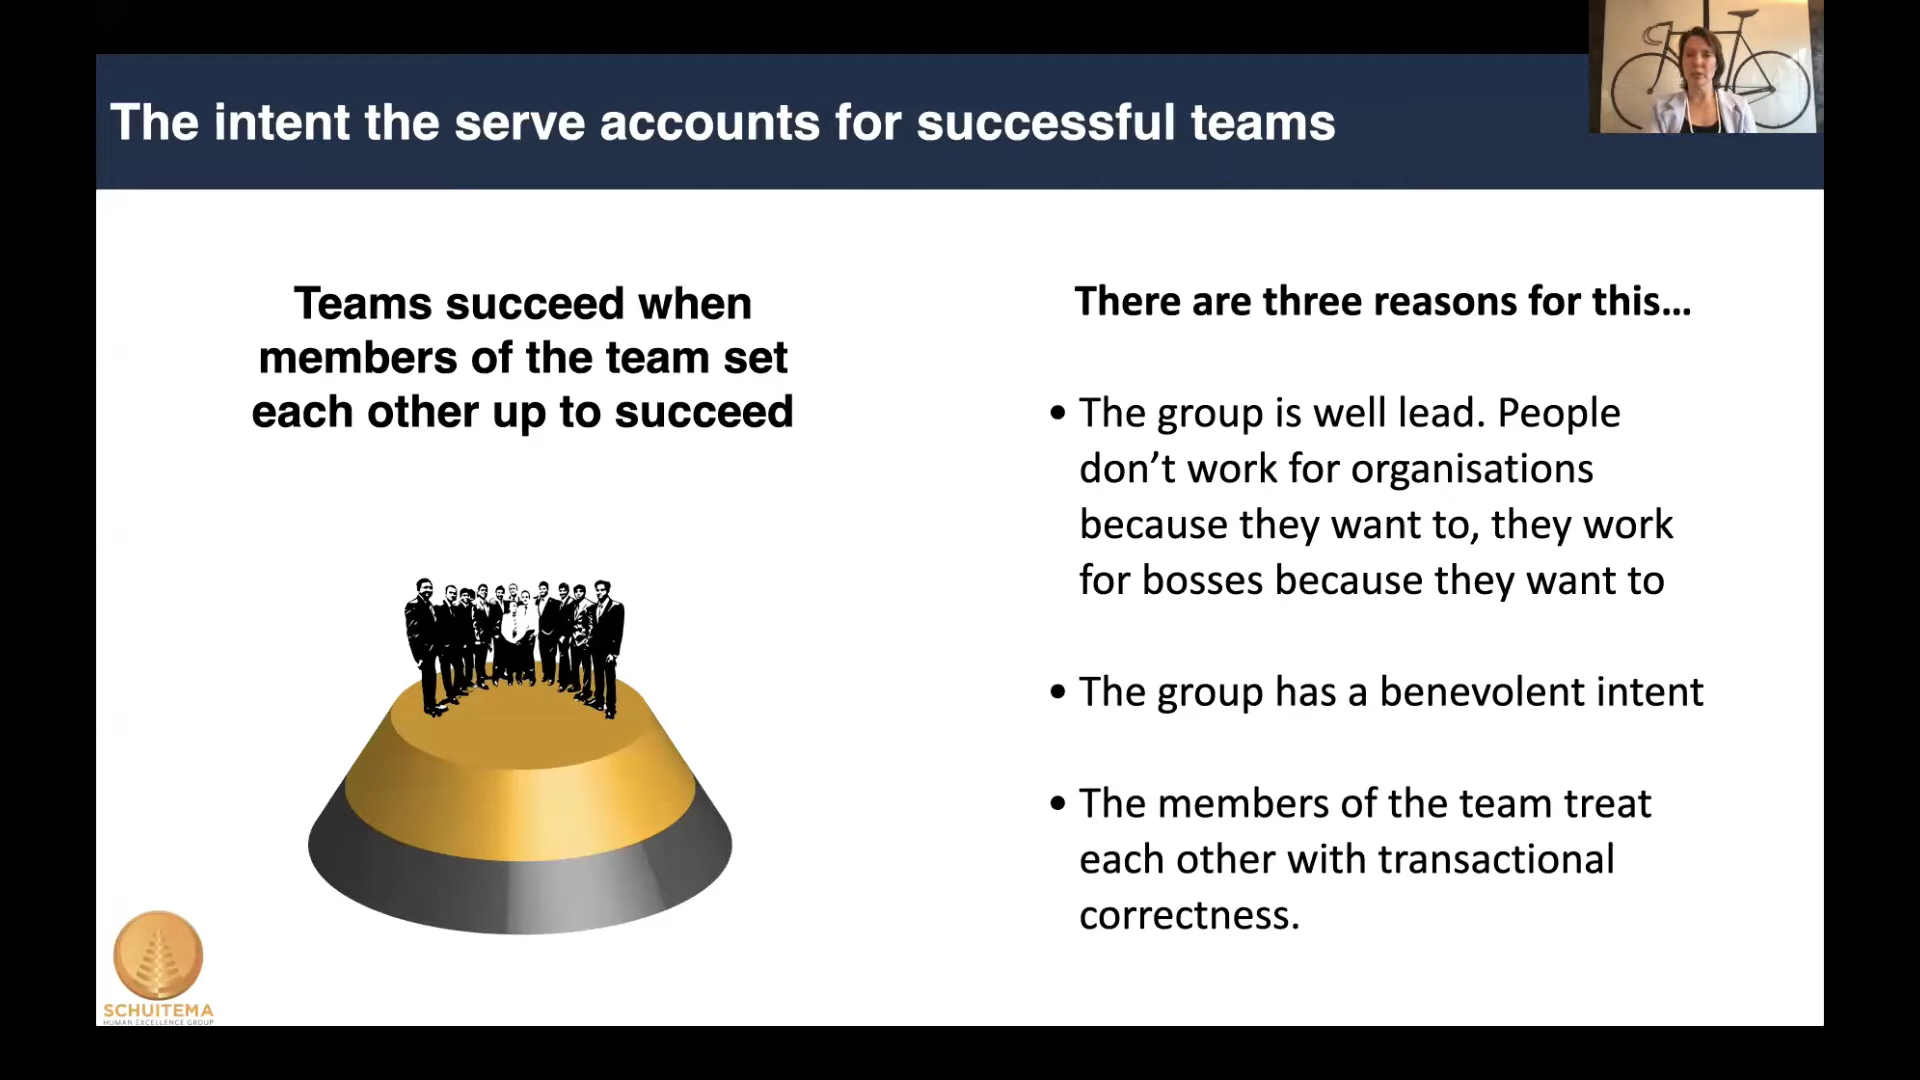 The intent the serve accounts for successful teams
Teams succeed when
members of the team set
each other up to succeed
There are three reasons for this...
• The group is well lead. People
don’t work for organisations
because they want to, they work
for bosses because they want to
• The group has a benevolent intent
• The members of the team treat
each other with transactional
correctness.
SCHUITEMA
HUMAN EXCELLENCE GROUP